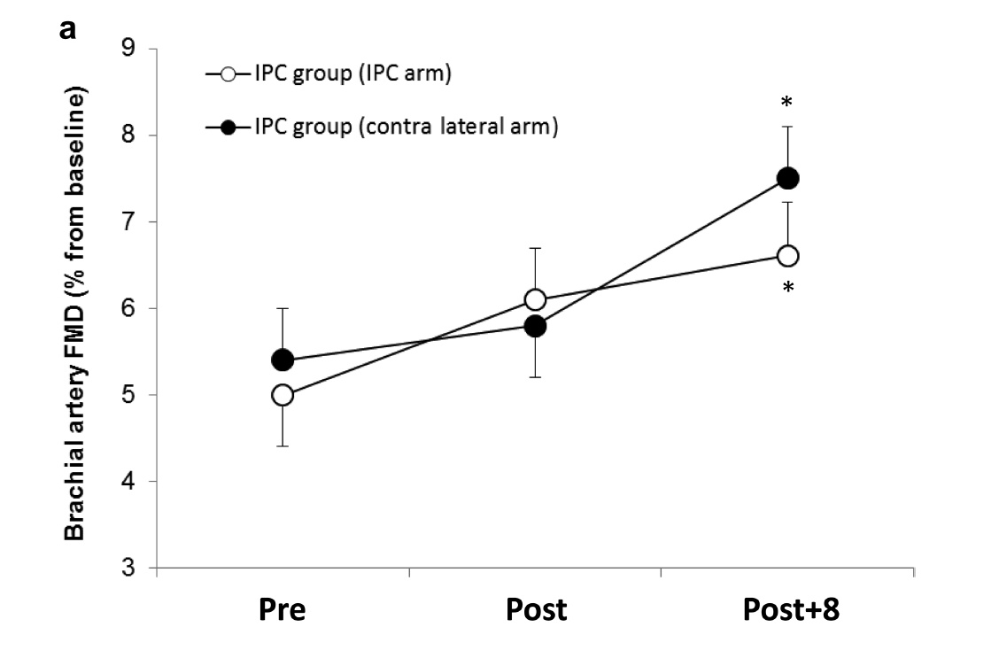 a
9
IPC group (IPC arm)
*
8
IPC group (contra lateral arm)
7
*
6
5
4
3
Brachial artery FMD (% from baseline)
Pre Post Post+8